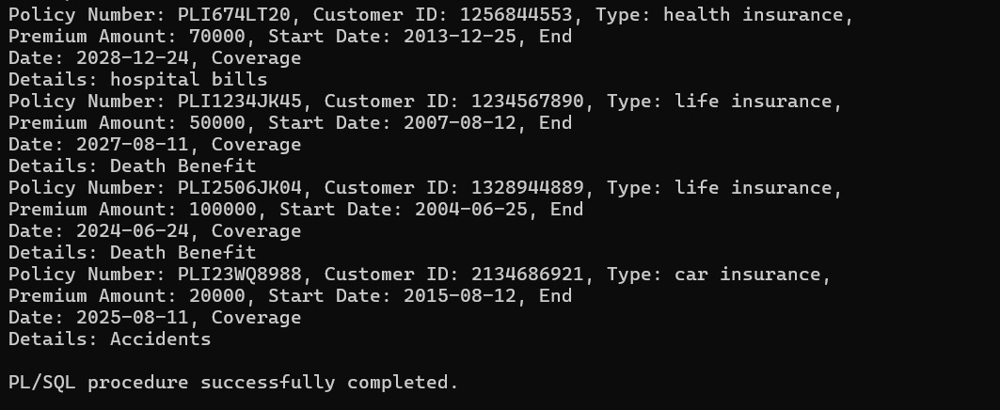 Policy Number: PLI674LT20, Customer ID: 1256844553, Type: health insurance,
Premium Amount: 70000, Start Date: 2013-12-25, End
Date: 2028-12-24, Coverage
Details: hospital bills
Policy Number: PLI1234JK45, Customer ID: 1234567890, Type: life insurance,
Premium Amount: 50000, Start Date: 2007-08-12, End
Date: 2027-08-11, Coverage
Details: Death Benefit
Policy Number: PLI2506JK04, Customer ID: 1328944889, Type: life insurance,
Premium Amount: 100000, Start Date: 2004-06-25, End
Date: 2024-06-24, Coverage
Details: Death Benefit
Policy Number: PLI23WQ8988, Customer ID: 2134686921, Type: car insurance,
Premium Amount: 20000, Start Date: 2015-08-12, End
Date: 2025-08-11, Coverage
Details: Accidents

PL/SQL procedure successfully completed.